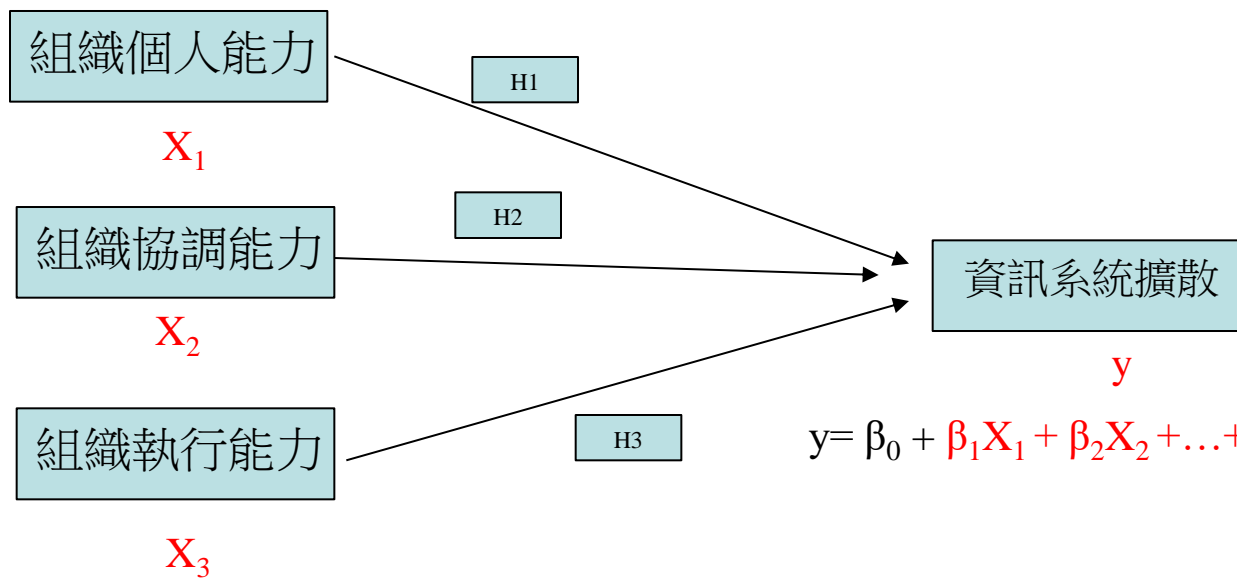 組織個人能力
H1
X₁
組織協調能力
H2
X₂
資訊系統擴散
y
組織執行能力
H3
y= β₀ + β₁X₁ + β₂X₂ +…+
X₃